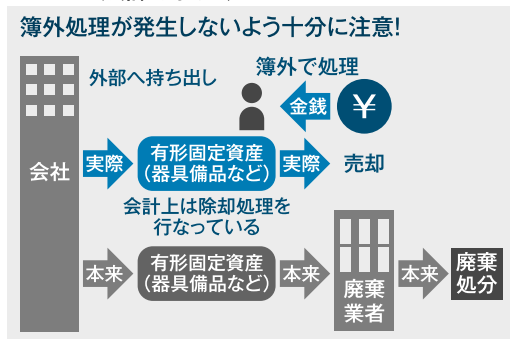 簿外処理が発生しないよう十分に注意!
外部へ持ち出し
簿外で処理
金銭
¥
会社
実際
有形固定資産
(器具備品など)
実際
売却
会計上は除却処理を
行なっている
本来
有形固定資産
(器具備品など)
本来
廃棄
業者
本来
廃棄
処分